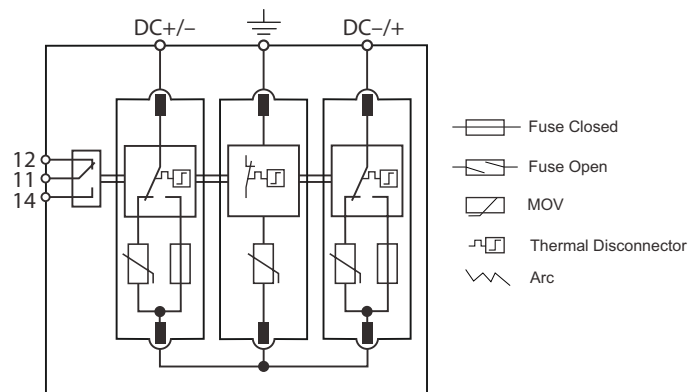 DC+/– DC–/+
12
11
14
Fuse Closed
Fuse Open
MOV
Thermal Disconnector
Arc